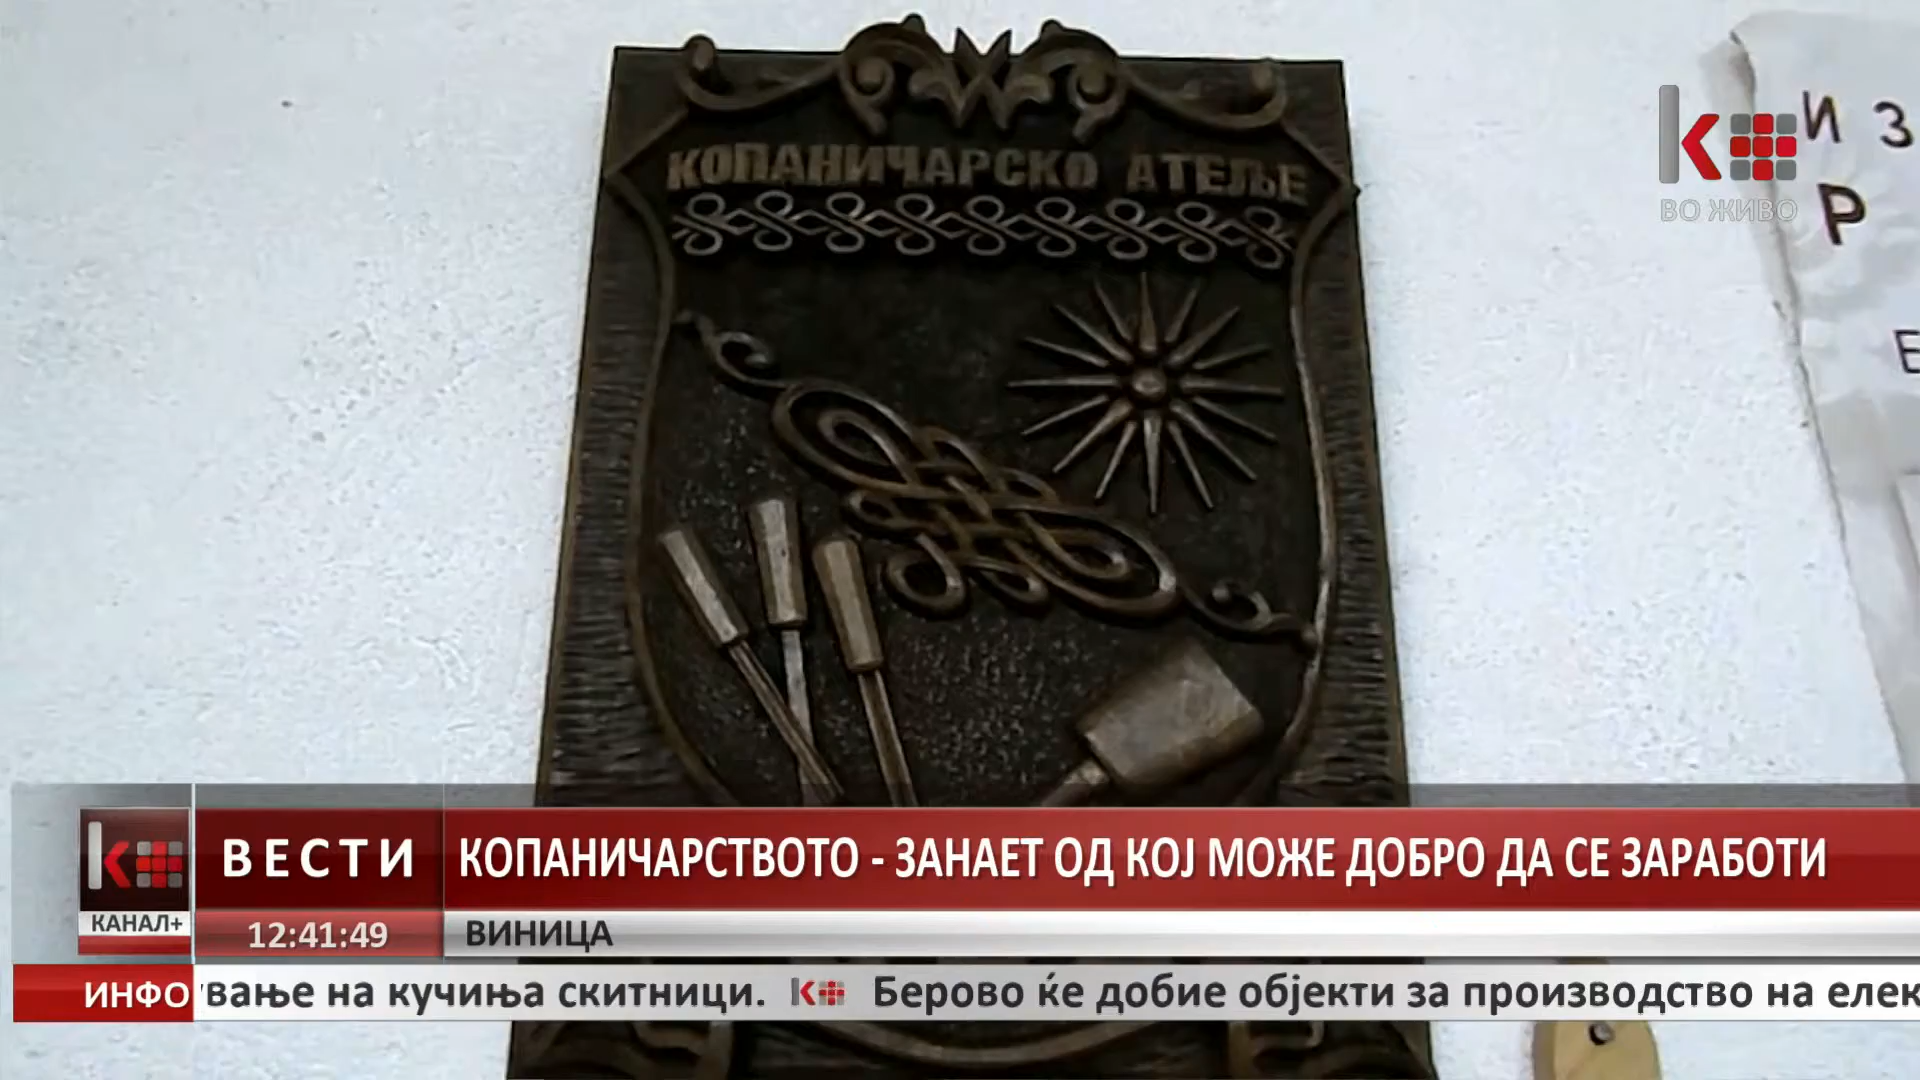 КОПАНИЧАРСКО АТЕЉЕ
И З
Р
ВО ЖИВО
ВЕСТИ
КОПАНИЧАРСТВОТО - ЗАНАЕТ ОД КОЈ МОЖЕ ДОБРО ДА СЕ ЗАРАБОТИ
КАНАЛ+
12:41:49
ВИНИЦА
ИНФО
вање на кучиња скитници.
Берово ќе добие објекти за производство на елек